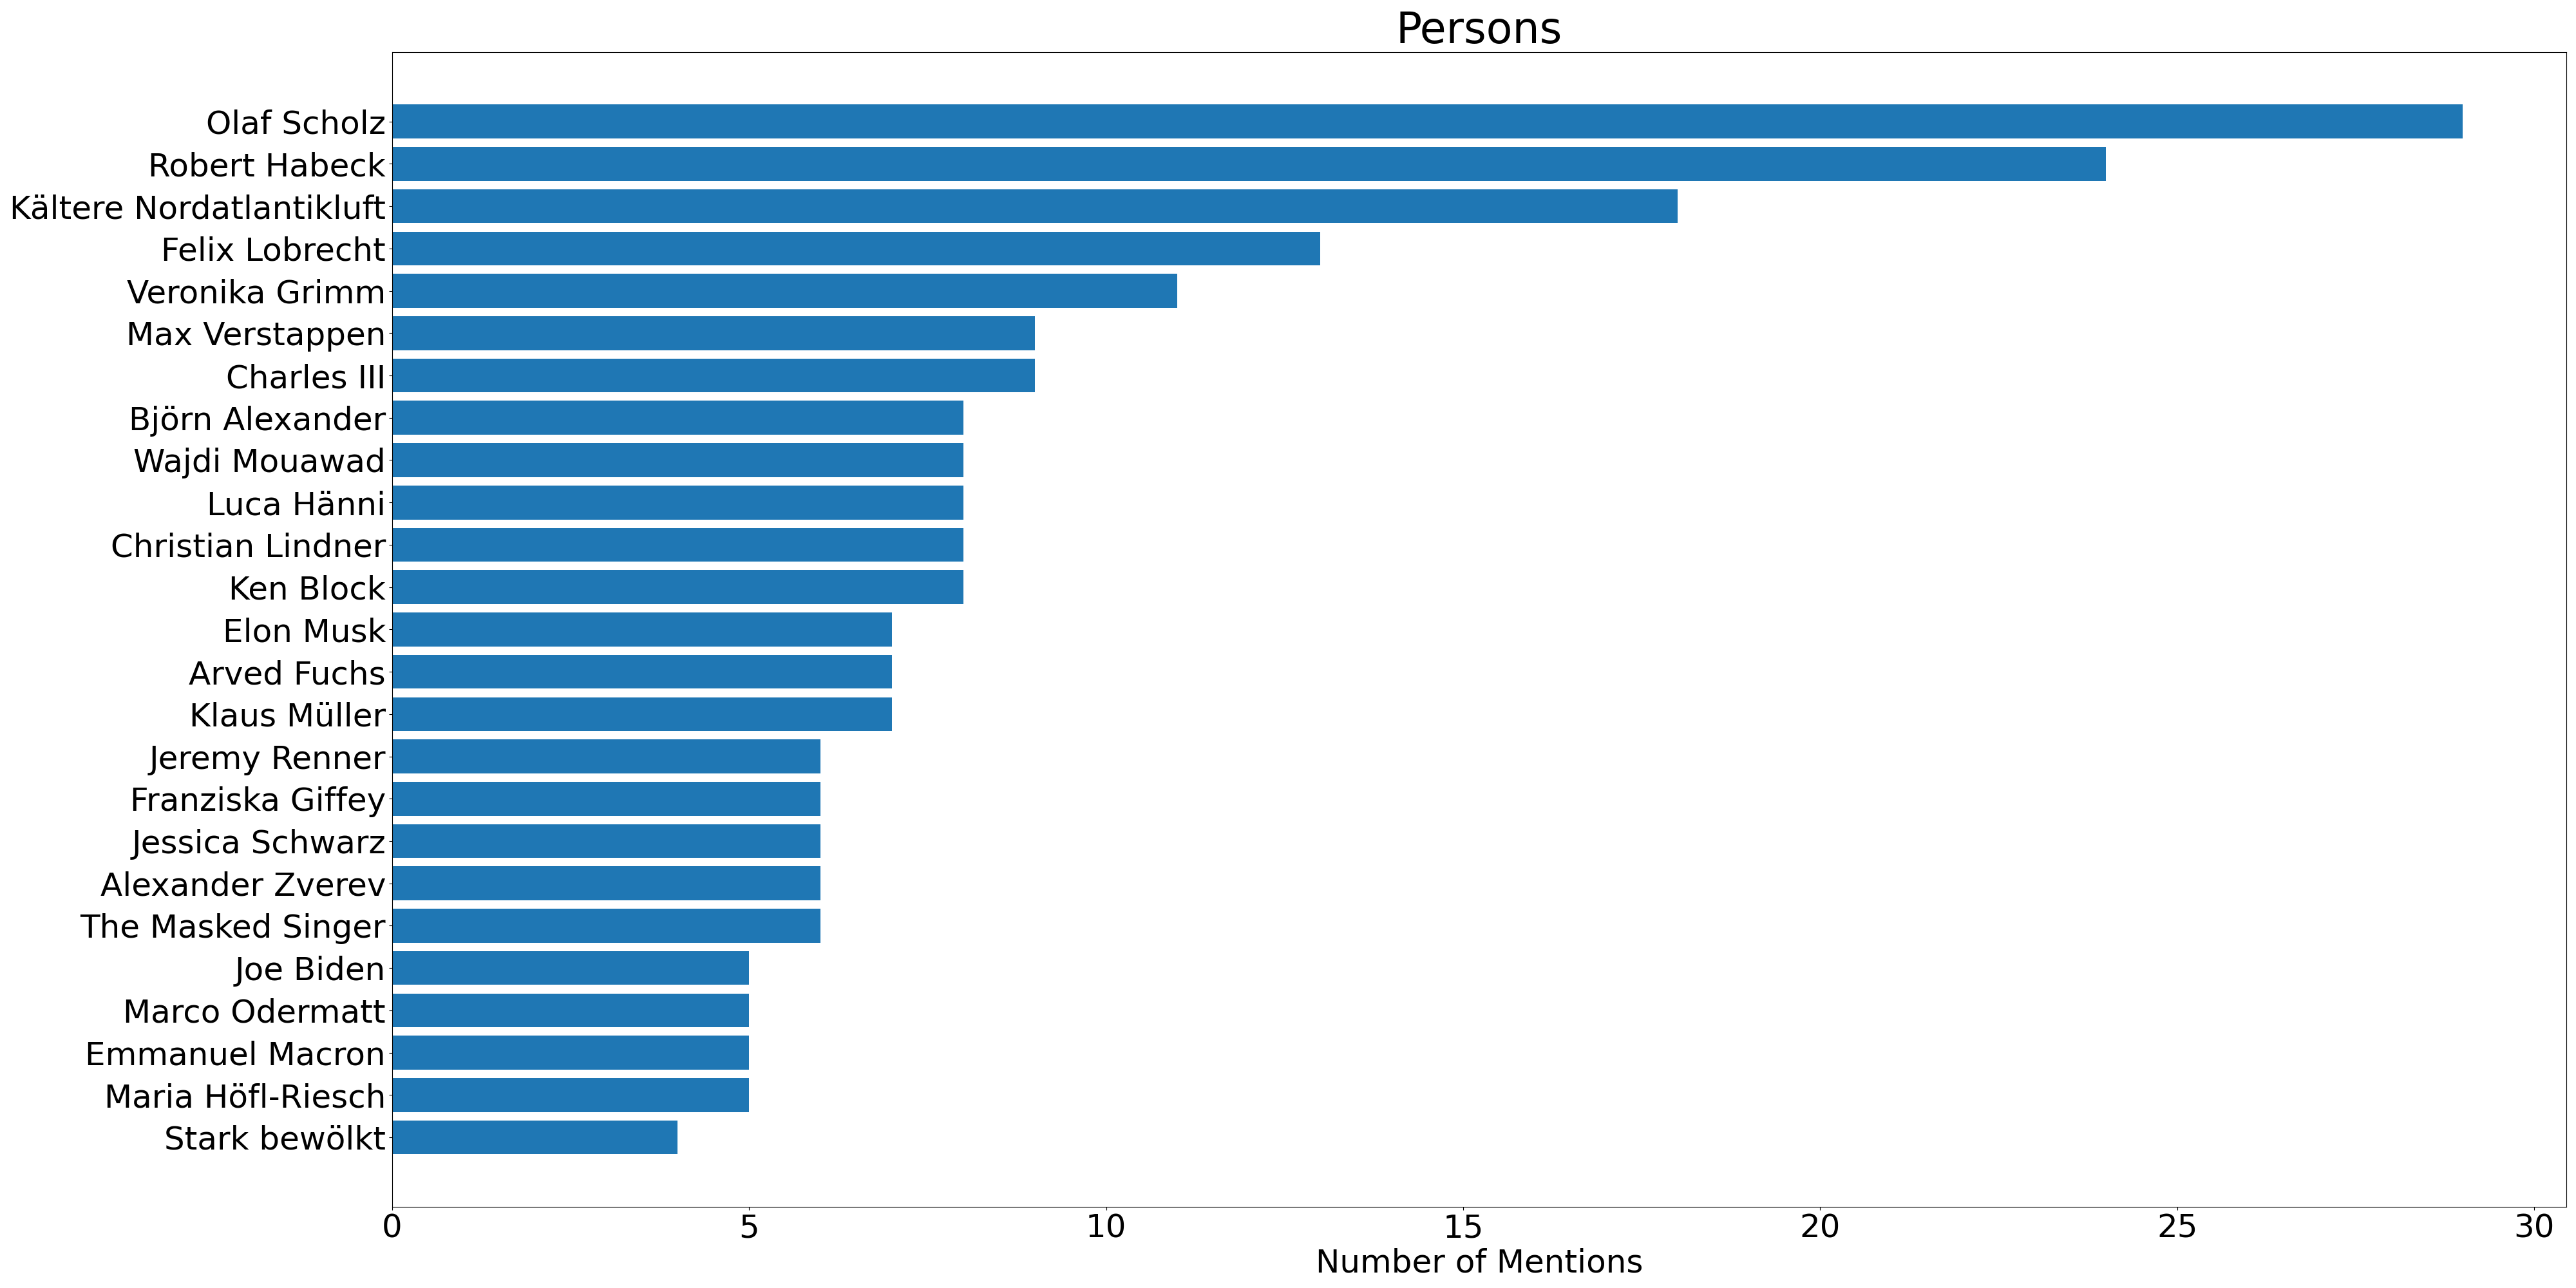 Persons
Olaf Scholz
Robert Habeck
Kältere Nordatlantikluft
Felix Lobrecht
Veronika Grimm
Max Verstappen
Charles III
Björn Alexander
Wajdi Mouawad
Luca Hänni
Christian Lindner
Ken Block
Elon Musk
Arved Fuchs
Klaus Müller
Jeremy Renner
Franziska Giffey
Jessica Schwarz
Alexander Zverev
The Masked Singer
Joe Biden
Marco Odermatt
Emmanuel Macron
Maria Höfl-Riesch
Stark bewölkt
0 5 10 15 20 25 30
Number of Mentions